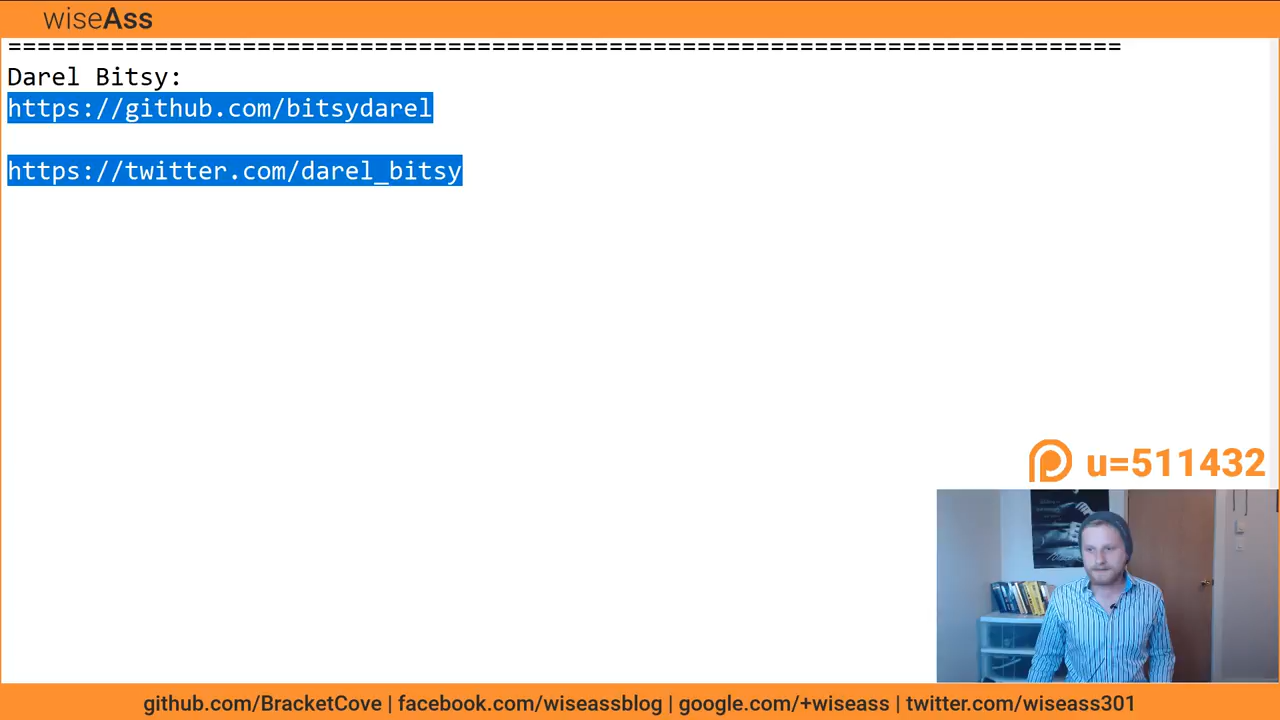 wiseAss
============================================================================
Darel Bitsy:
https://github.com/bitsydarel
https://twitter.com/darel_bitsy
u=511432
github.com/BracketCove | facebook.com/wiseassblog | google.com/+wiseass | twitter.com/wiseass301